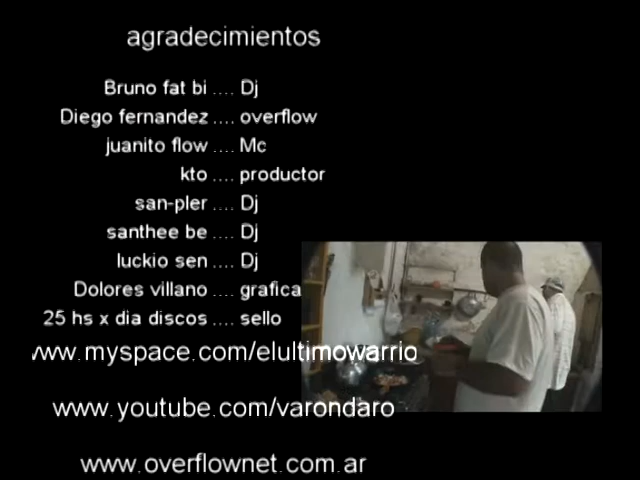 agradecimientos
Bruno fat bi .... Dj
Diego fernandez .... overflow
juanito flow .... Mc
kto .... productor
san-pler .... Dj
santhee be .... Dj
luckio sen .... Dj
Dolores villano .... grafica
25 hs x dia discos .... sello
www.myspace.com/elultimowarrio
www.youtube.com/varondaro
www.overflownet.com.ar